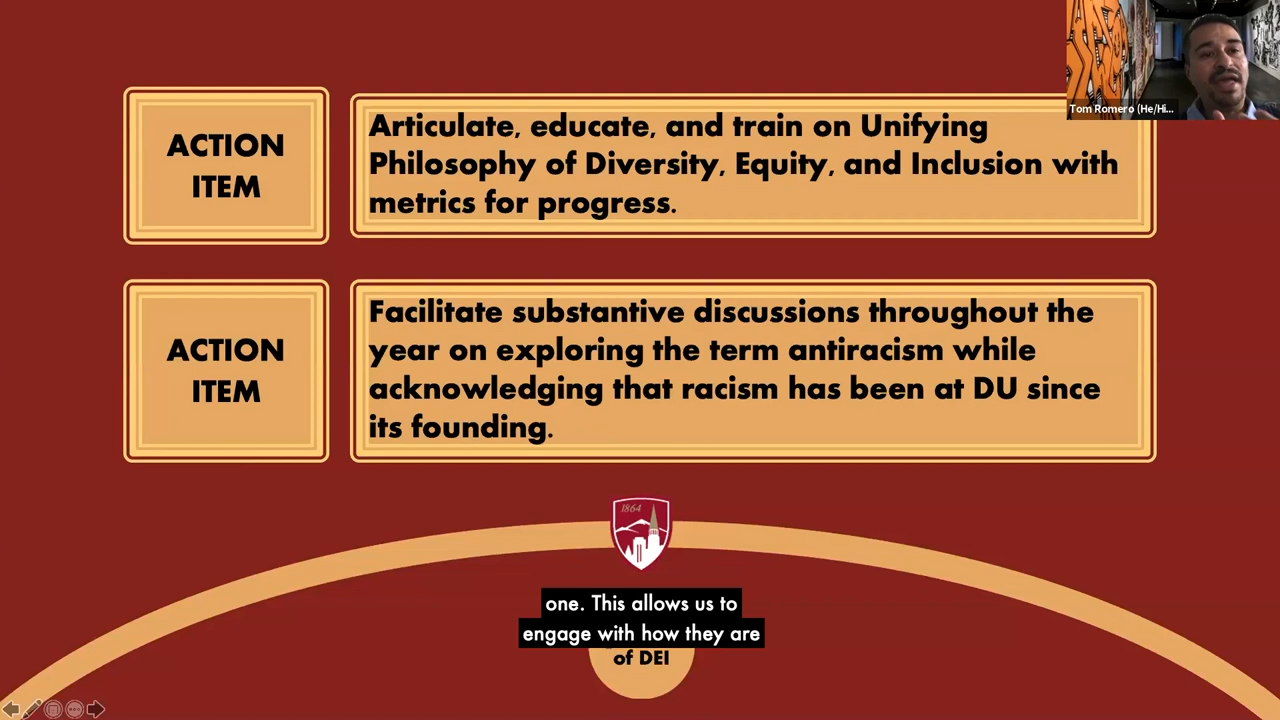 Tom Romero (He/Hi...
ACTION
ITEM
Articulate, educate, and train on Unifying
Philosophy of Diversity, Equity, and Inclusion with
metrics for progress.
ACTION
ITEM
Facilitate substantive discussions throughout the
year on exploring the term antiracism while
acknowledging that racism has been at DU since
its founding.
1864
one. This allows us to
engage with how they are
of DEI